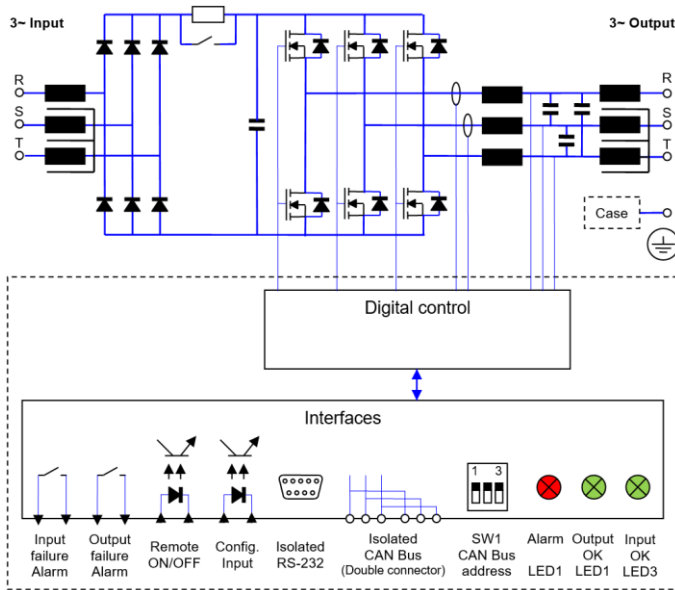 3~ Input
3~ Output
R
S
T
R
S
T
Case
Digital control
Interfaces
1 3
Input
failure
Alarm
Output
failure
Alarm
Remote
ON/OFF
Config.
Input
Isolated
RS-232
Isolated
CAN Bus
(Double connector)
SW1
CAN Bus
address
Alarm
LED1
Output
OK
LED1
Input
OK
LED3